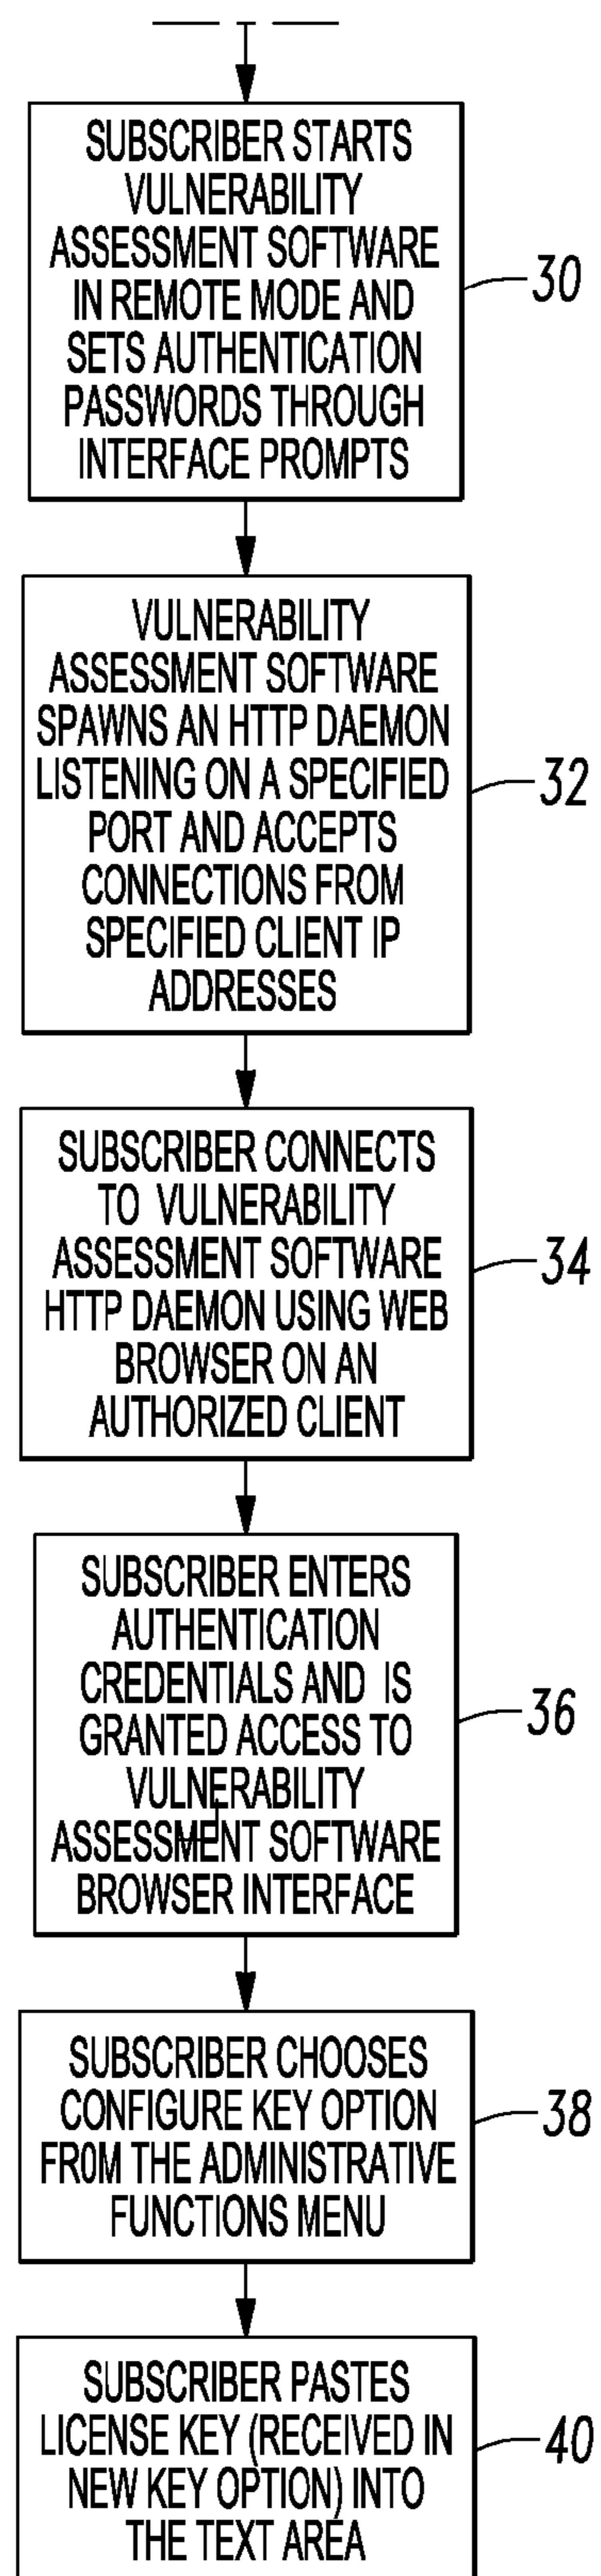 SUBSCRIBER STARTS
VULNERABILITY
ASSESSMENT SOFTWARE
IN REMOTE MODE AND
SETS AUTHENTICATION
PASSWORDS THROUGH
INTERFACE PROMPTS
30
VULNERABILITY
ASSESSMENT SOFTWARE
SPAWNS AN HTTP DAEMON
LISTENING ON A SPECIFIED
PORT AND ACCEPTS
CONNECTIONS FROM
SPECIFIED CLIENT IP
ADDRESSES
32
SUBSCRIBER CONNECTS
TO VULNERABILITY
ASSESSMENT SOFTWARE
HTTP DAEMON USING WEB
BROWSER ON AN
AUTHORIZED CLIENT
34
SUBSCRIBER ENTERS
AUTHENTICATION
CREDENTIALS AND IS
GRANTED ACCESS TO
VULNERABILITY
ASSESSMENT SOFTWARE
BROWSER INTERFACE
36
SUBSCRIBER CHOOSES
CONFIGURE KEY OPTION
FROM THE ADMINISTRATIVE
FUNCTIONS MENU
38
SUBSCRIBER PASTES
LICENSE KEY (RECEIVED IN
NEW KEY OPTION) INTO
THE TEXT AREA
40